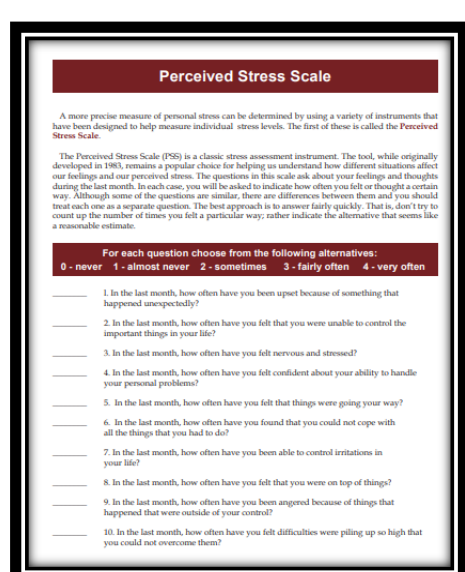 Perceived Stress Scale
A more precise measure of personal stress can be determined by using a variety of instruments that
have been designed to help measure individual stress levels. The first of these is called the Perceived
Stress Scale.
The Perceived Stress Scale (PSS) is a classic stress assessment instrument. The tool, while originally
developed in 1983, remains a popular choice for helping us understand how different situations affect
our feelings and our perceived stress. The questions in this scale ask about your feelings and thoughts
during the last month. In each case, you will be asked to indicate how often you felt or thought a certain
way. Although some of the questions are similar, there are differences between them and you should
treat each one as a separate question. The best approach is to answer fairly quickly. That is, don't try to
count up the number of times you felt a particular way; rather indicate the alternative that seems like
a reasonable estimate.
For each question choose from the following alternatives:
0 - never 1 - almost never 2 - sometimes 3 - fairly often 4 - very often
1. In the last month, how often have you been upset because of something that
happened unexpectedly?
2. In the last month, how often have you felt that you were unable to control the
important things in your life?
3. In the last month, how often have you felt nervous and stressed?
4. In the last month, how often have you felt confident about your ability to handle
your personal problems?
5. In the last month, how often have you felt that things were going your way?
6. In the last month, how often have you found that you could not cope with
all the things that you had to do?
7. In the last month, how often have you been able to control irritations in
your life?
8. In the last month, how often have you felt that you were on top of things?
9. In the last month, how often have you been angered because of things that
happened that were outside of your control?
10. In the last month, how often have you felt difficulties were piling up so high that
you could not overcome them?